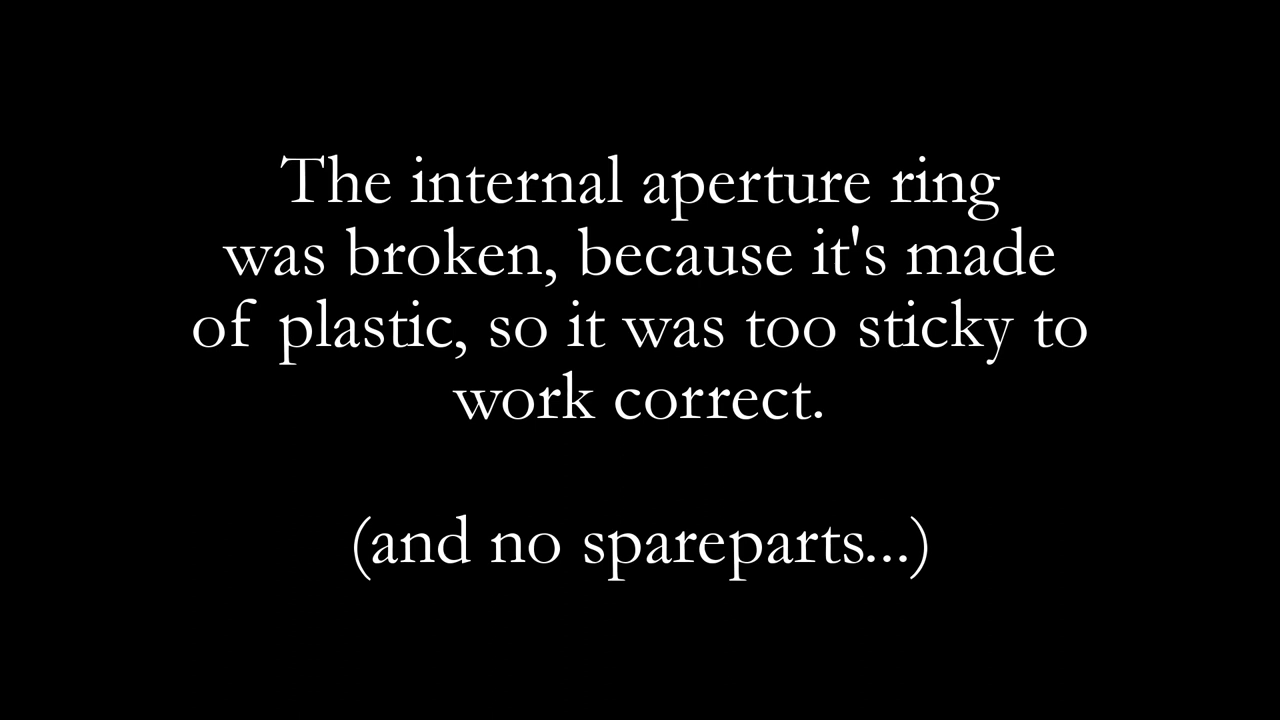 The internal aperture ring
was broken, because it's made
of plastic, so it was too sticky to
work correct.
(and no spareparts...)